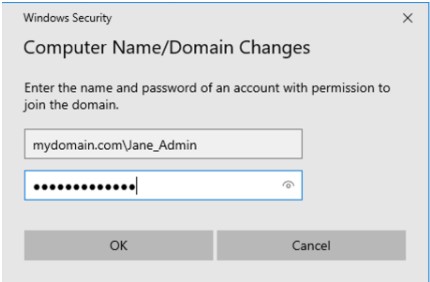 Windows Security
Computer Name/Domain Changes
Enter the name and password of an account with permission to
join the domain.
mydomain.com\Jane_Admin
●●●●●●●●●●●●●
OK
Cancel